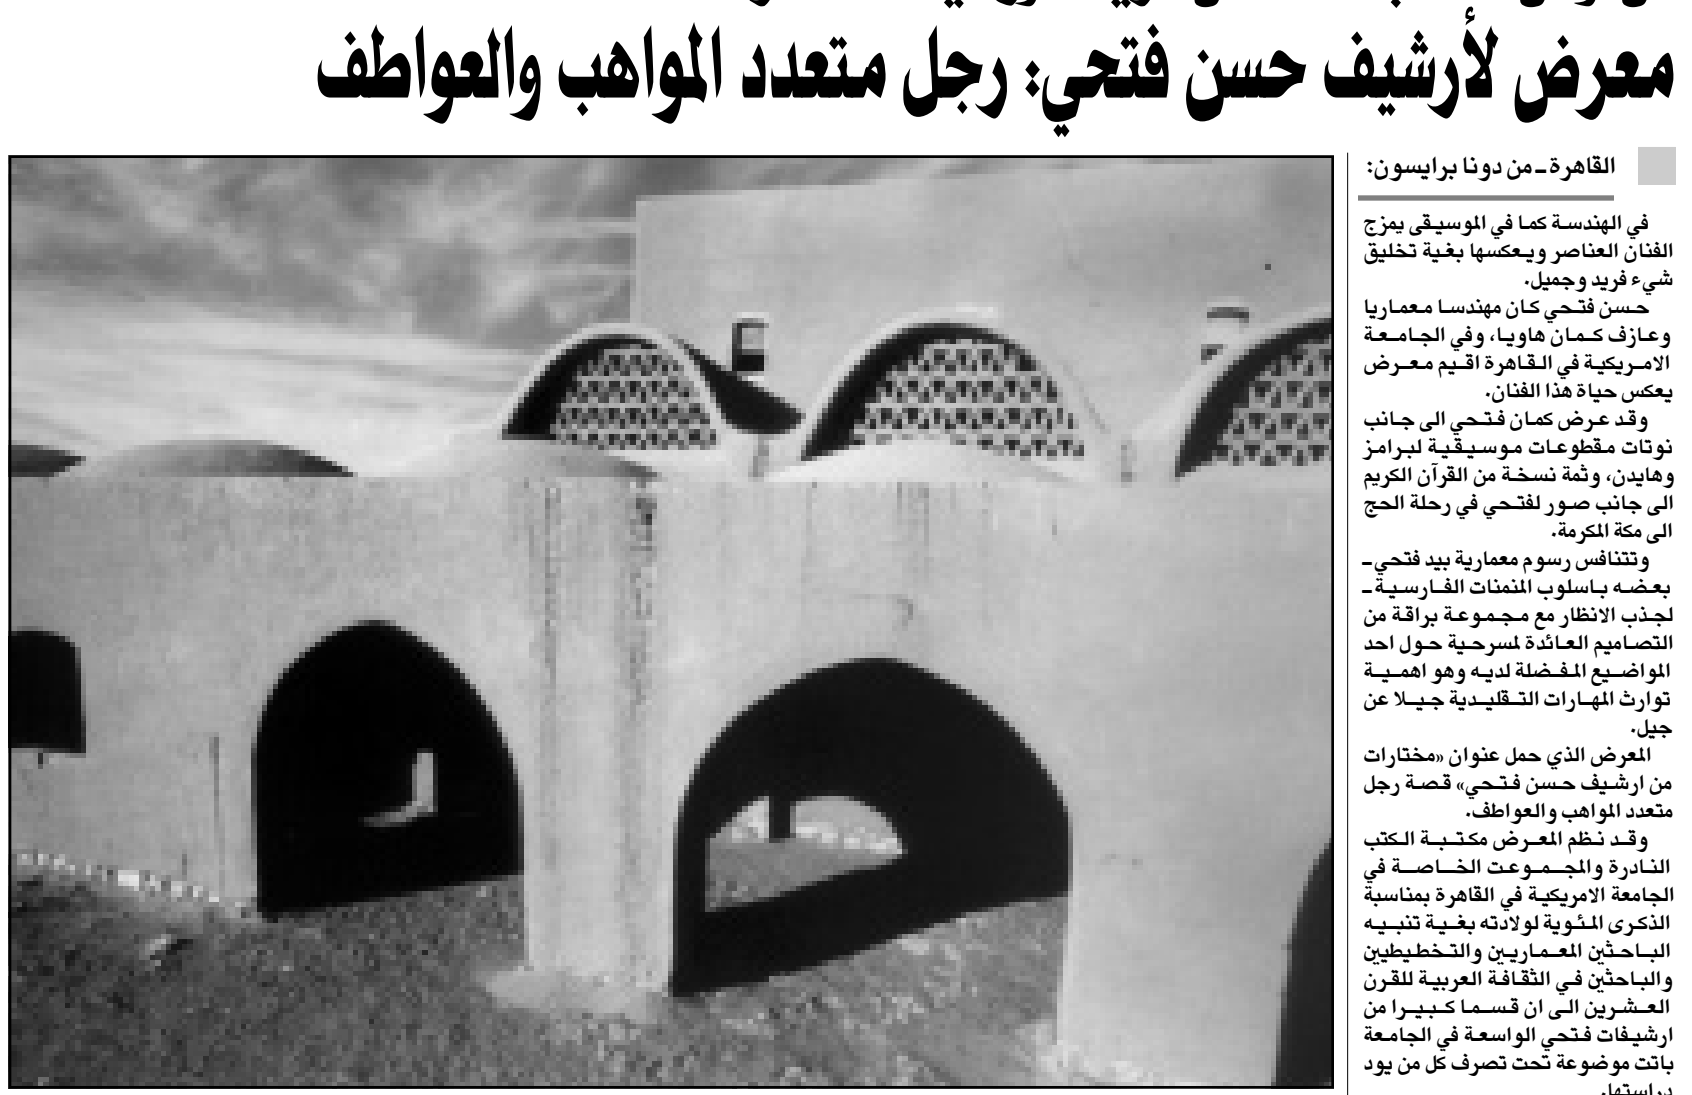 معرض لأرشيف حسن فتحي: رجل متعدد المواهب والعواطف
القاهرة ـ من دونا برايسون:
في الهندسة كما في الموسيقى يمزج
الفنان العناصر ويعكسها بغية تخليق
شيء فريد وجميل.
حسن فتحي كان مهندسا معماريا
وعازف كمان هاويا، وفي الجامعة
الامريكية في القاهرة اقيم معرض
يعكس حياة هذا الفنان.
وقد عرض كمان فتحي الى جانب
نوتات مقطوعات موسيقية لبرامز
وهايدن، وثمة نسخة من القرآن الكريم
الى جانب صور لفتحي في رحلة الحج
الى مكة المكرمة.
وتتنافس رسوم معمارية بيد فتحي ـ
بعضه باسلوب المنمنات الفارسية ـ
لجذب الانظار مع مجموعة براقة من
التصاميم العائدة لمسرحية حول احد
المواضيع المفضلة لديه وهو اهمية
توارث المهارات التقليدية جيلا عن
جيل.
المعرض الذي حمل عنوان «مختارات
من ارشيف حسن فتحي» قصة رجل
متعدد المواهب والعواطف.
وقد نظم المعرض مكتبة الكتب
النادرة والمجموعت الخاصة في
الجامعة الامريكية في القاهرة بمناسبة
الذكرى المئوية لولادته بغية تنبيه
الباحثين المعماريين والتخطيطيين
والباحثين في الثقافة العربية للقرن
العشرين الى ان قسما كبيرا من
ارشيفات فتحي الواسعة في الجامعة
باتت موضوعة تحت تصرف كل من يود
دراستها.